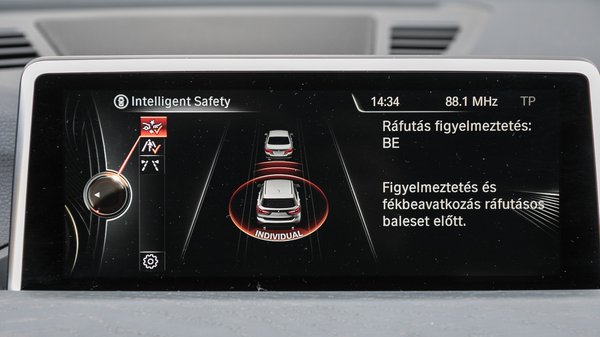 Intelligent Safety
14:34 88.1 MHz TP
Ráfutás figyelmeztetés:
BE
Figyelmeztetés és
fékbeavatkozás ráfutásos
baleset előtt.
INDIVIDUAL